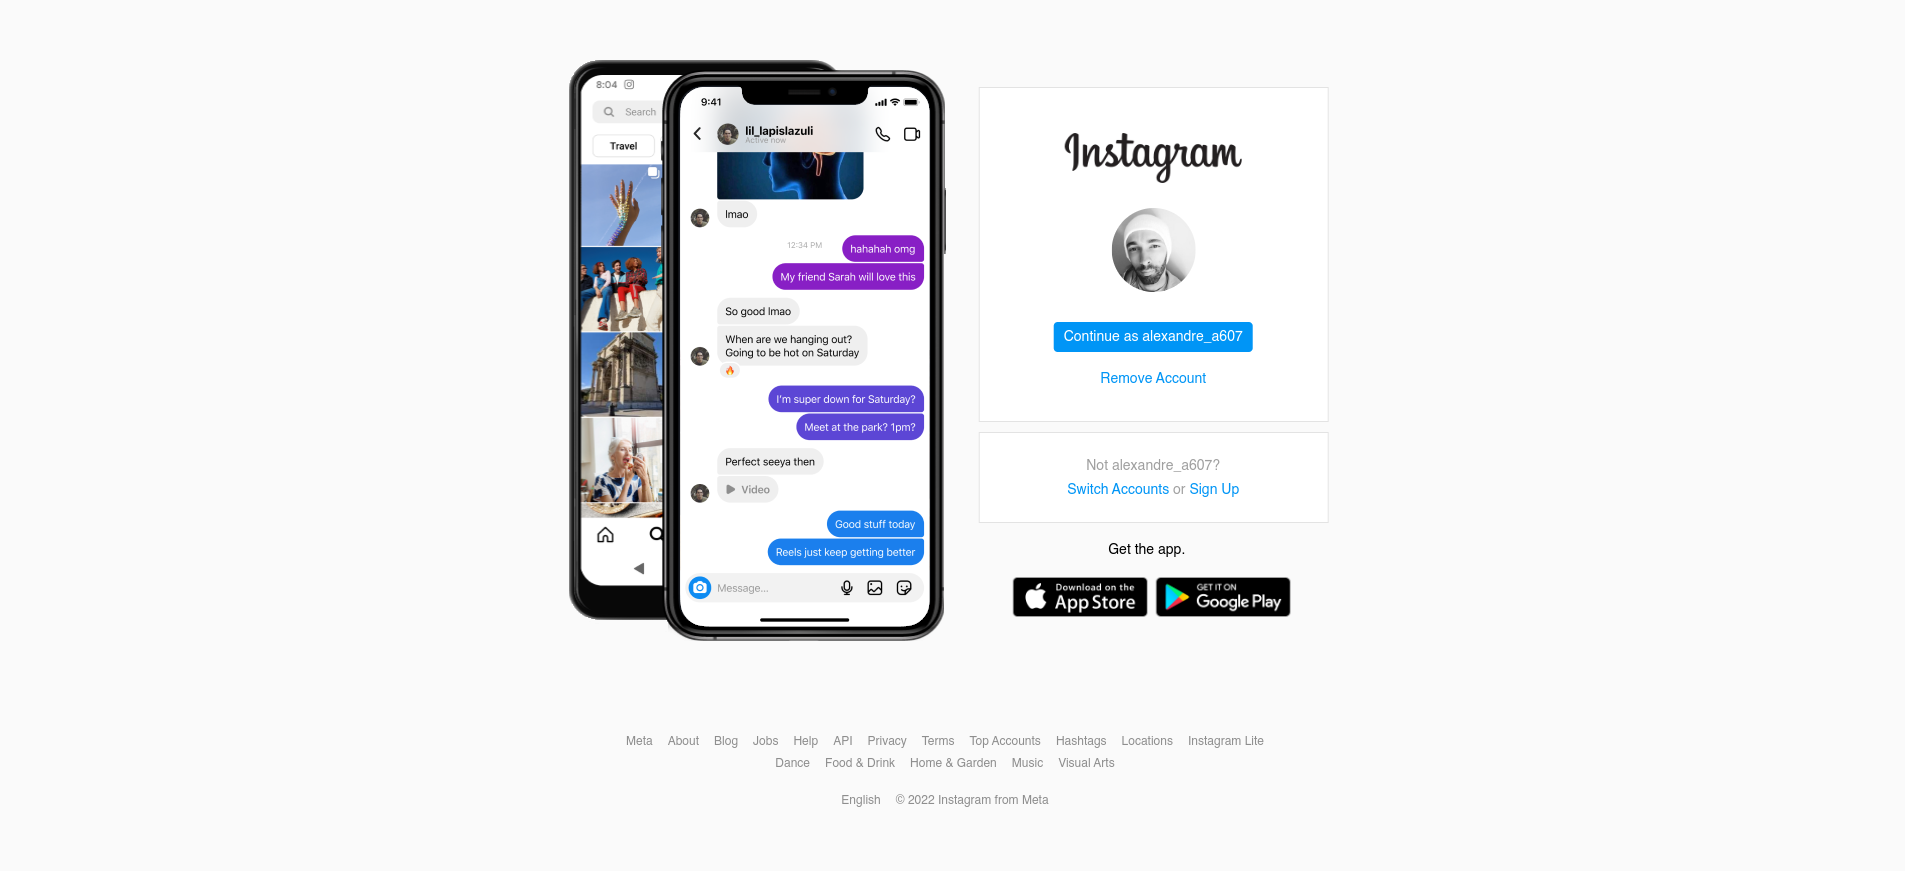 8:04
Search
Travel
9:41
lil_lapislazuli
Active now
lmao
12:34 PM
hahahah omg
My friend Sarah will love this
So good lmao
When are we hanging out?
Going to be hot on Saturday
I'm super down for Saturday?
Meet at the park? 1pm?
Perfect seeya then
Video
Good stuff today
Reels just keep getting better
Message...
Instagram
Continue as alexandre_a607
Remove Account
Not alexandre_a607?
Switch Accounts or Sign Up
Get the app.
Download on the
App Store
GET IT ON
Google Play
Meta About Blog Jobs Help API Privacy Terms Top Accounts Hashtags Locations Instagram Lite
Dance Food & Drink Home & Garden Music Visual Arts
English © 2022 Instagram from Meta